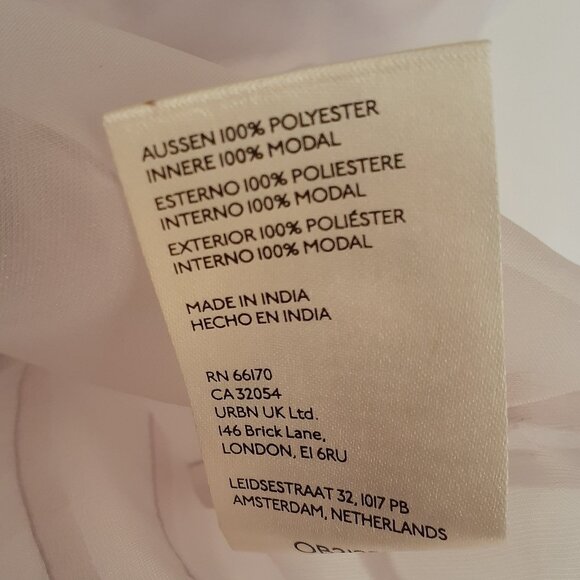 AUSSEN 100% POLYESTER
INNERE 100% MODAL
ESTERNO 100% POLIESTERE
INTERNO 100% MODAL
EXTERIOR 100% POLIÉSTER
INTERNO 100% MODAL
MADE IN INDIA
HECHO EN INDIA
RN 66170
CA 32054
URBN UK Ltd.
146 Brick Lane,
LONDON, E1 6RU
LEIDSESTRAAT 32, 1017 PB
AMSTERDAM, NETHERLANDS